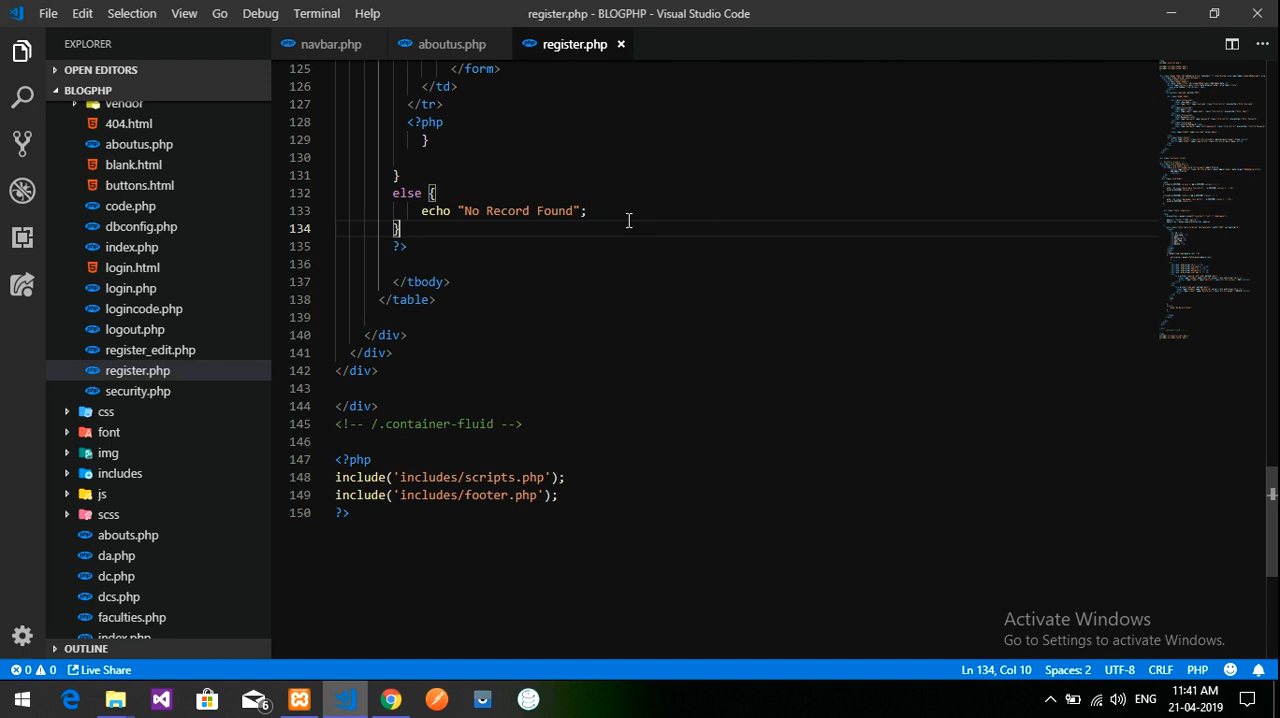 File Edit Selection View Go Debug Terminal Help register.php - BLOGPHP - Visual Studio Code
EXPLORER
navbar.php aboutus.php register.php
OPEN EDITORS
BLOGPHP
vendor
404.html
aboutus.php
blank.html
buttons.html
code.php
dbconfig.php
index.php
login.html
login.php
logincode.php
logout.php
register_edit.php
register.php
security.php
css
font
img
includes
js
scss
abouts.php
da.php
dc.php
dcs.php
faculties.php
index.php
OUTLINE
125 </form>
126 </td>
127 </tr>
128 <?php
129 }
130
131 }
132 else {
133 echo "No Record Found";
134 }
135 ?>
136
137 </tbody>
138 </table>
139
140 </div>
141 </div>
142 </div>
143
144 </div>
145 <!-- /.container-fluid -->
146
147 <?php
148 include('includes/scripts.php');
149 include('includes/footer.php');
150 ?>
Activate Windows
Go to Settings to activate Windows.
0 0 Live Share Ln 134, Col 10 Spaces: 2 UTF-8 CRLF PHP
6 ENG 11:41 AM
21-04-2019